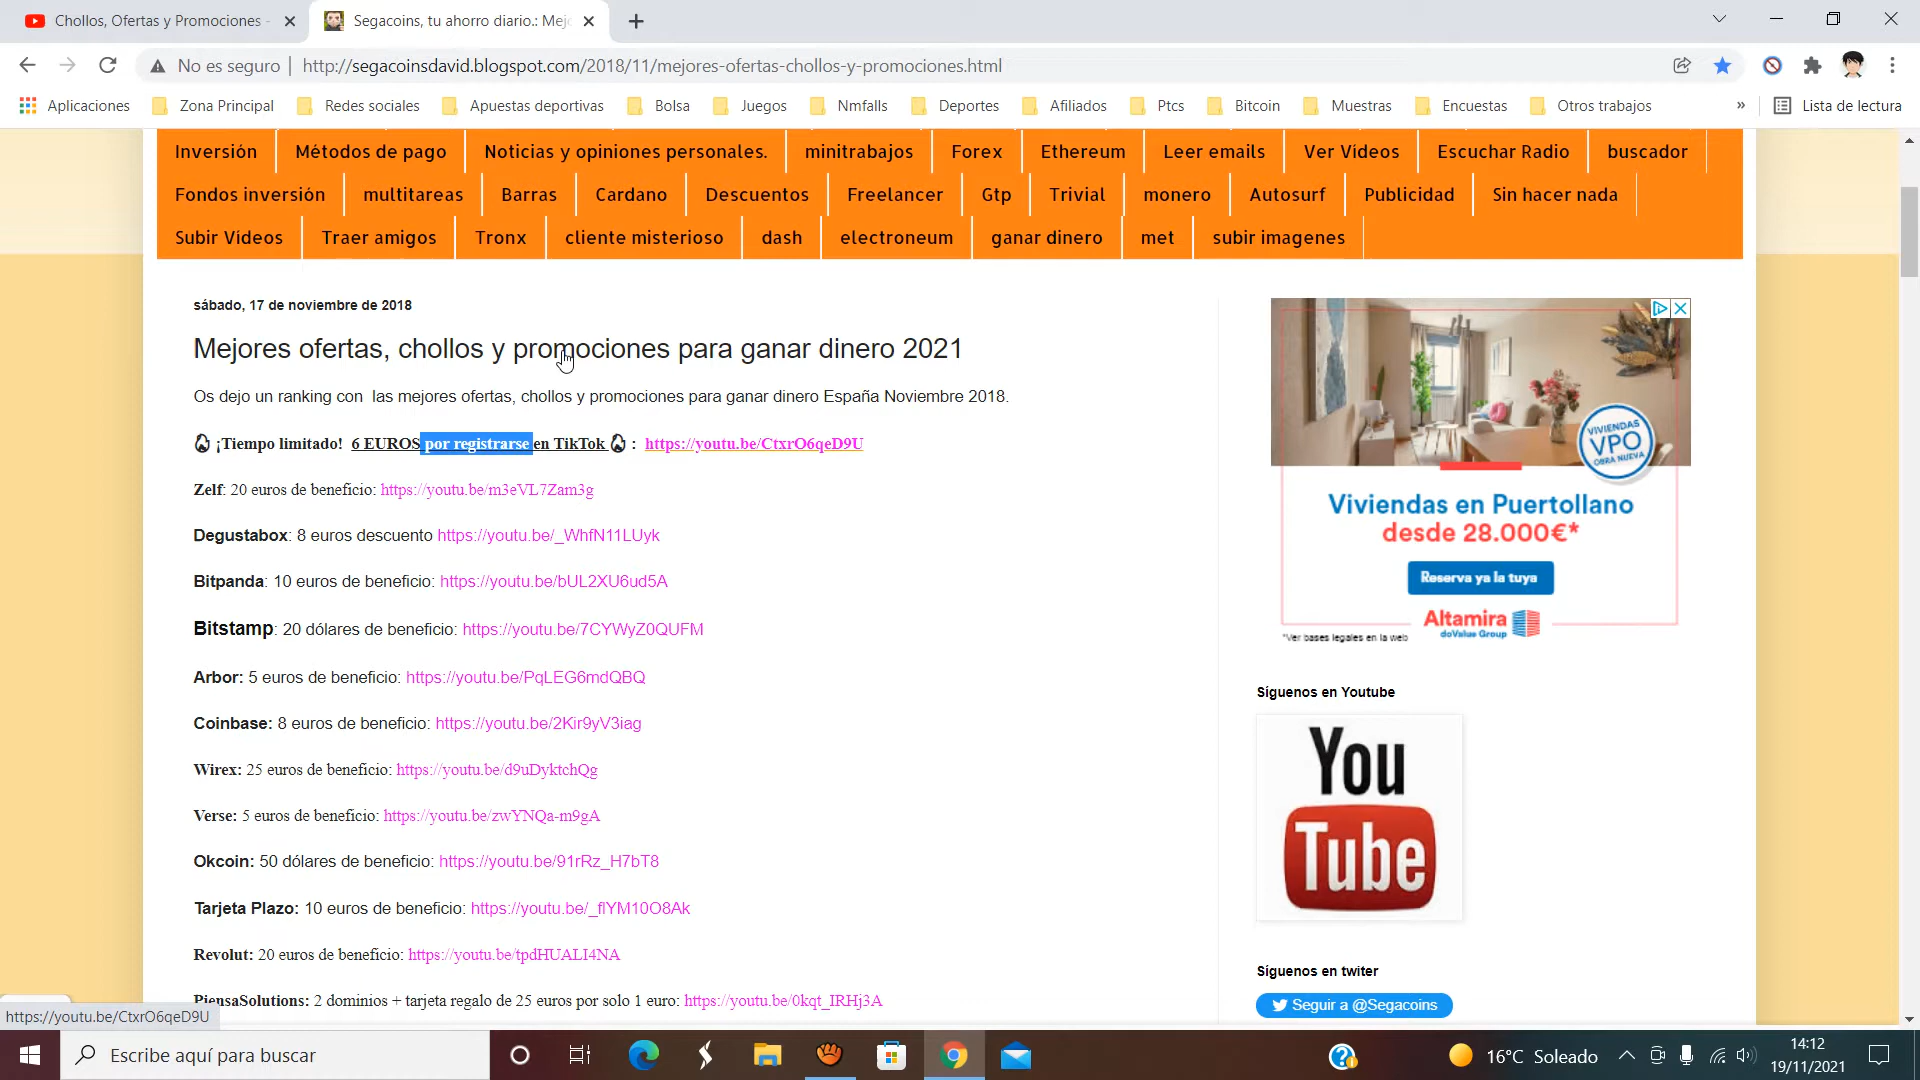 Chollos, Ofertas y Promociones -
Segacoins, tu ahorro diario.: Mejo
No es seguro | http://segacoinsdavid.blogspot.com/2018/11/mejores-ofertas-chollos-y-promociones.html
Aplicaciones Zona Principal Redes sociales Apuestas deportivas Bolsa Juegos Nmfalls Deportes Afiliados Ptcs Bitcoin Muestras Encuestas Otros trabajos » Lista de lectura
Inversión Métodos de pago Noticias y opiniones personales. minitrabajos Forex Ethereum Leer emails Ver Vídeos Escuchar Radio buscador
Fondos inversión multitareas Barras Cardano Descuentos Freelancer Gtp Trivial monero Autosurf Publicidad Sin hacer nada
Subir Vídeos Traer amigos Tronx cliente misterioso dash electroneum ganar dinero met subir imagenes
sábado, 17 de noviembre de 2018
Mejores ofertas, chollos y promociones para ganar dinero 2021
Os dejo un ranking con las mejores ofertas, chollos y promociones para ganar dinero España Noviembre 2018.
¡Tiempo limitado! 6 EUROS por registrarse en TikTok : https://youtu.be/CtxrO6qeD9U
Zelf: 20 euros de beneficio: https://youtu.be/m3eVL7Zam3g
Degustabox: 8 euros descuento https://youtu.be/_WhfN11LUyk
Bitpanda: 10 euros de beneficio: https://youtu.be/bUL2XU6ud5A
Bitstamp: 20 dólares de beneficio: https://youtu.be/7CYWyZ0QUFM
Arbor: 5 euros de beneficio: https://youtu.be/PqLEG6mdQBQ
Coinbase: 8 euros de beneficio: https://youtu.be/2Kir9yV3iag
Wirex: 25 euros de beneficio: https://youtu.be/d9uDyktchQg
Verse: 5 euros de beneficio: https://youtu.be/zwYNQa-m9gA
Okcoin: 50 dólares de beneficio: https://youtu.be/91rRz_H7bT8
Tarjeta Plazo: 10 euros de beneficio: https://youtu.be/_flYM10O8Ak
Revolut: 20 euros de beneficio: https://youtu.be/tpdHUALI4NA
PiensaSolutions: 2 dominios + tarjeta regalo de 25 euros por solo 1 euro: https://youtu.be/0kqt_IRHj3A
VIVIENDAS
VPO
OBRA NUEVA
Viviendas en Puertollano
desde 28.000€*
Reserva ya la tuya
Altamira
doValue Group
*Ver bases legales en la web
Síguenos en Youtube
You
Tube
Síguenos en twiter
Seguir a @Segacoins
https://youtu.be/CtxrO6qeD9U
Escribe aquí para buscar
16°C Soleado
14:12
19/11/2021